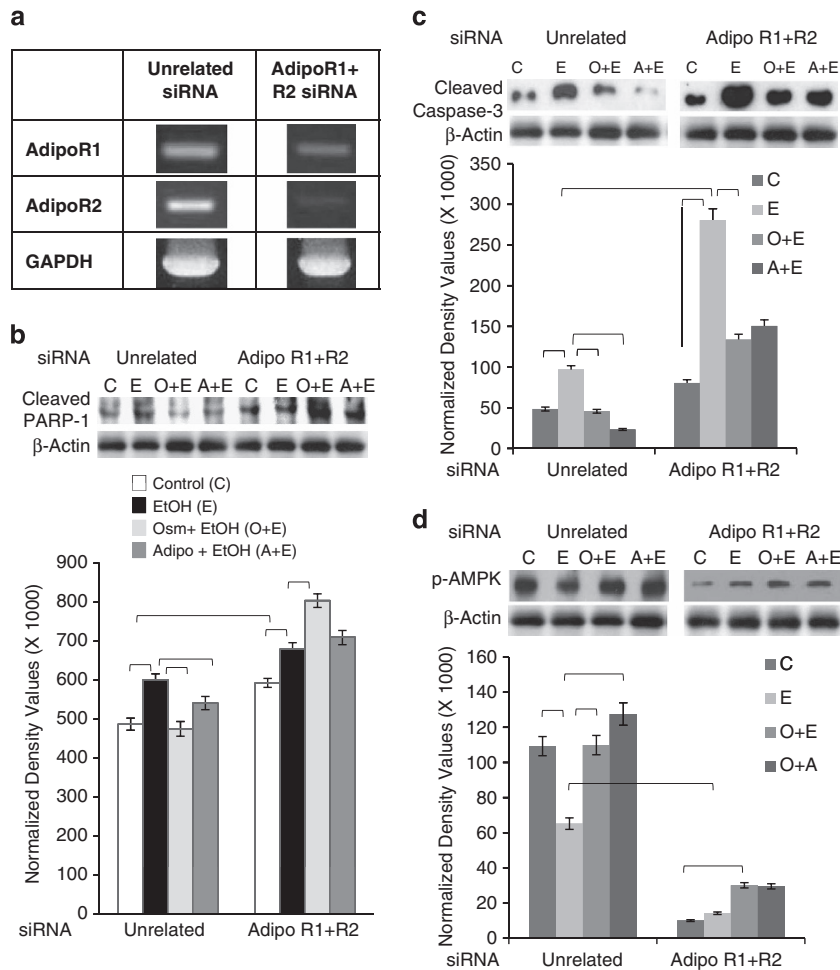 a
Unrelated siRNA
AdipoR1+ R2 siRNA
AdipoR1
AdipoR2
GAPDH
b
siRNA Unrelated Adipo R1+R2
C E O+E A+E C E O+E A+E
Cleaved
PARP-1
β-Actin
Control (C)
EtOH (E)
Osm+ EtOH (O+E)
Adipo + EtOH (A+E)
Normalized Density Values (X 1000)
900
800
700
600
500
400
300
200
100
0
siRNA Unrelated Adipo R1+R2
c
siRNA Unrelated Adipo R1+R2
C E O+E A+E C E O+E A+E
Cleaved
Caspase-3
β-Actin
Normalized Density Values (X 1000)
350
300
250
200
150
100
50
0
C
E
O+E
A+E
siRNA Unrelated Adipo R1+R2
d
siRNA Unrelated Adipo R1+R2
C E O+E A+E C E O+E A+E
p-AMPK
β-Actin
Normalized Density Values (X 1000)
160
140
120
100
80
60
40
20
0
C
E
O+E
O+A
siRNA Unrelated Adipo R1+R2